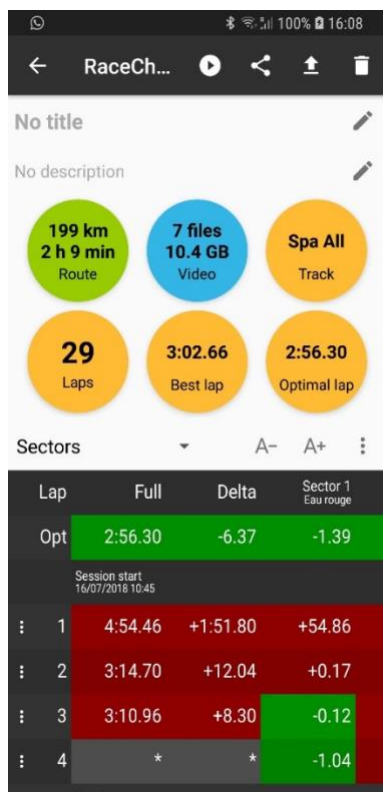 100% 16:08
RaceCh...
No title
No description
199 km
2 h 9 min
Route
7 files
10.4 GB
Video
Spa All
Track
29
Laps
3:02.66
Best lap
2:56.30
Optimal lap
Sectors A- A+
Lap Full Delta Sector 1
Eau rouge
Opt 2:56.30 -6.37 -1.39
Session start
16/07/2018 10:45
1 4:54.46 +1:51.80 +54.86
2 3:14.70 +12.04 +0.17
3 3:10.96 +8.30 -0.12
4 * * -1.04